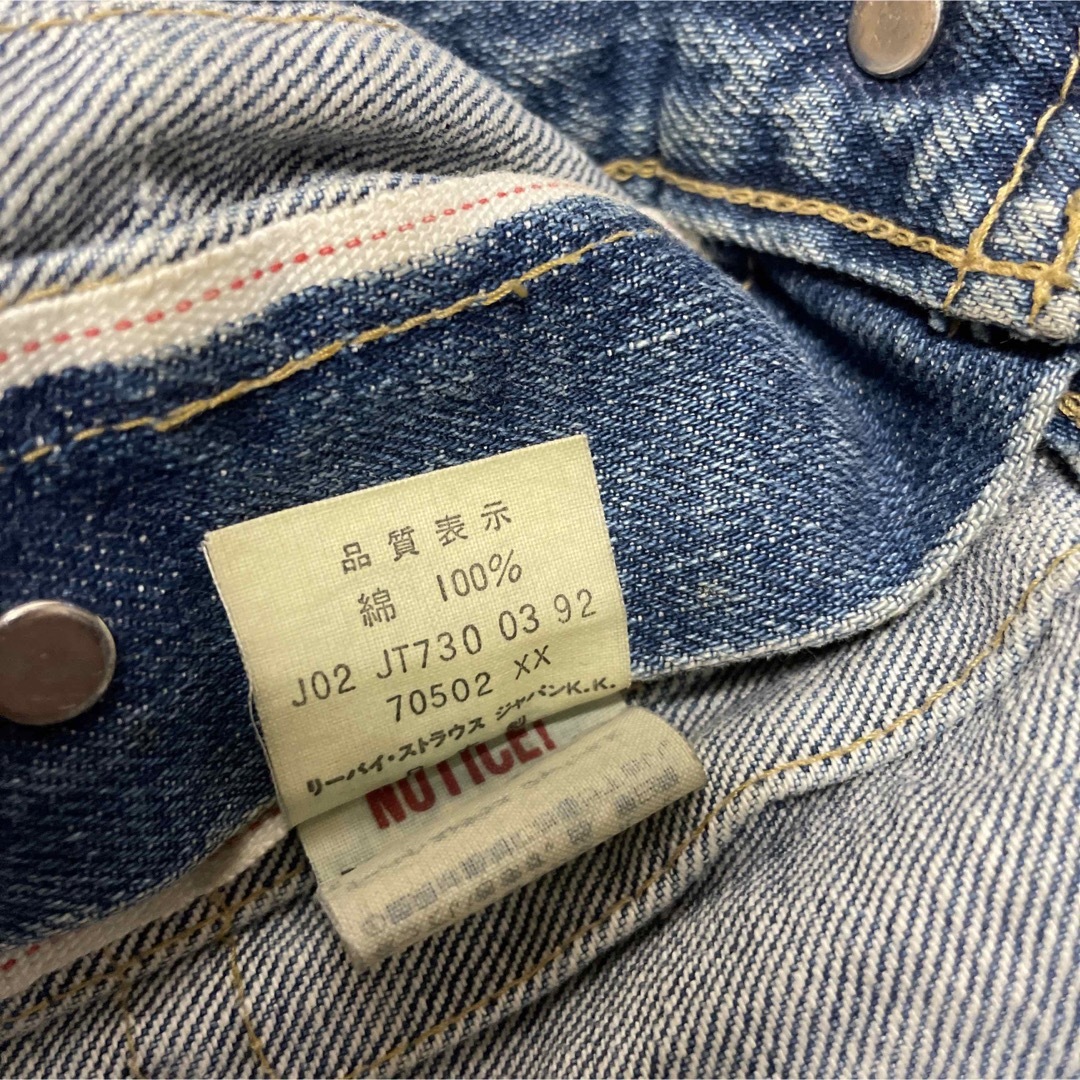 品質表示
綿 100%
J02 JT730 03 92
70502 XX
リーバイ・ストラウス ジャパンK.K.
NOTICE!